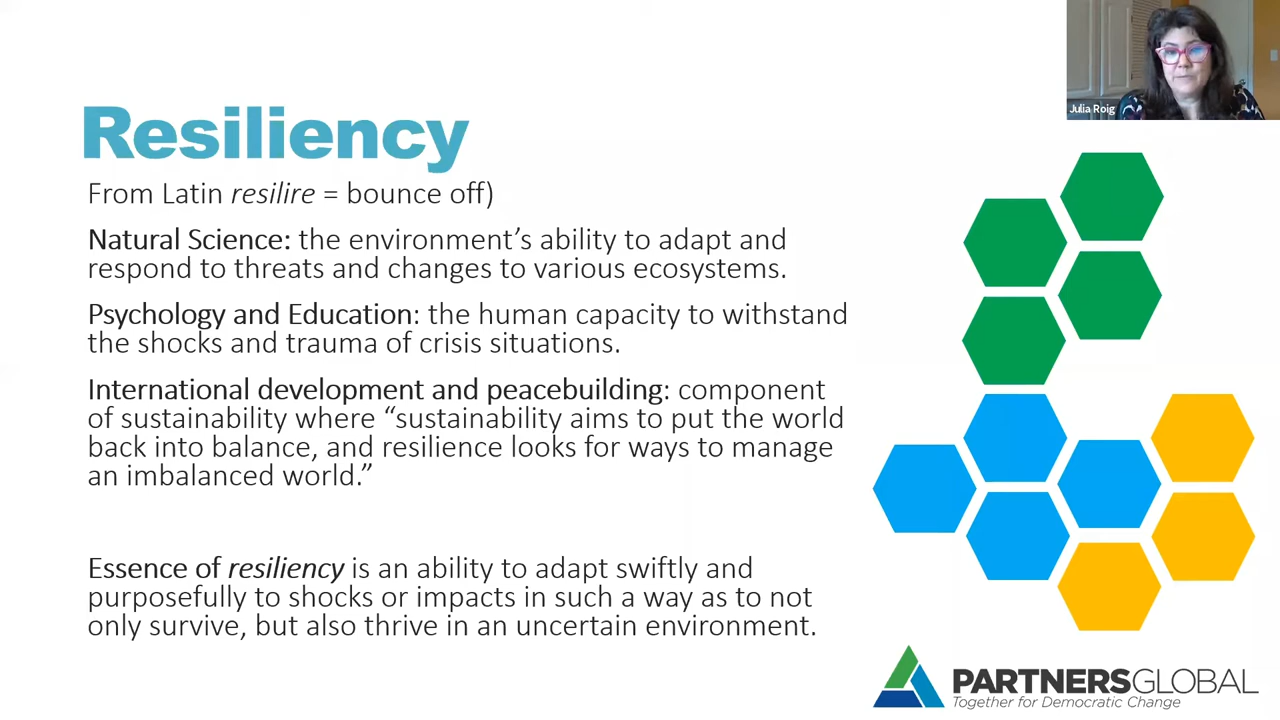 Julia Roig
Resiliency
From Latin resilire = bounce off)
Natural Science: the environment’s ability to adapt and
respond to threats and changes to various ecosystems.
Psychology and Education: the human capacity to withstand
the shocks and trauma of crisis situations.
International development and peacebuilding: component
of sustainability where “sustainability aims to put the world
back into balance, and resilience looks for ways to manage
an imbalanced world.”
Essence of resiliency is an ability to adapt swiftly and
purposefully to shocks or impacts in such a way as to not
only survive, but also thrive in an uncertain environment.
PARTNERSGLOBAL
Together for Democratic Change